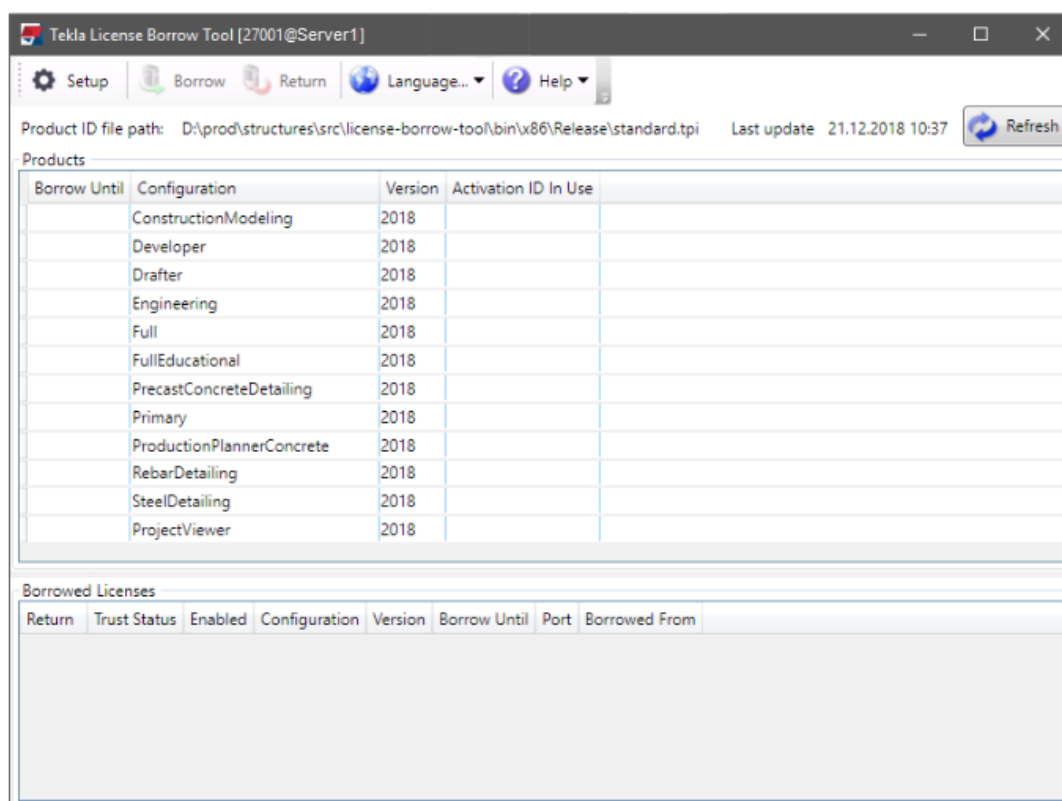 Tekla License Borrow Tool [27001@Server1]
Setup Borrow Return Language... Help
Product ID file path: D:\prod\structures\src\license-borrow-tool\bin\x86\Release\standard.tpi Last update 21.12.2018 10:37 Refresh
Products
Borrow Until Configuration Version Activation ID In Use
ConstructionModeling 2018
Developer 2018
Drafter 2018
Engineering 2018
Full 2018
FullEducational 2018
PrecastConcreteDetailing 2018
Primary 2018
ProductionPlannerConcrete 2018
RebarDetailing 2018
SteelDetailing 2018
ProjectViewer 2018
Borrowed Licenses
Return Trust Status Enabled Configuration Version Borrow Until Port Borrowed From